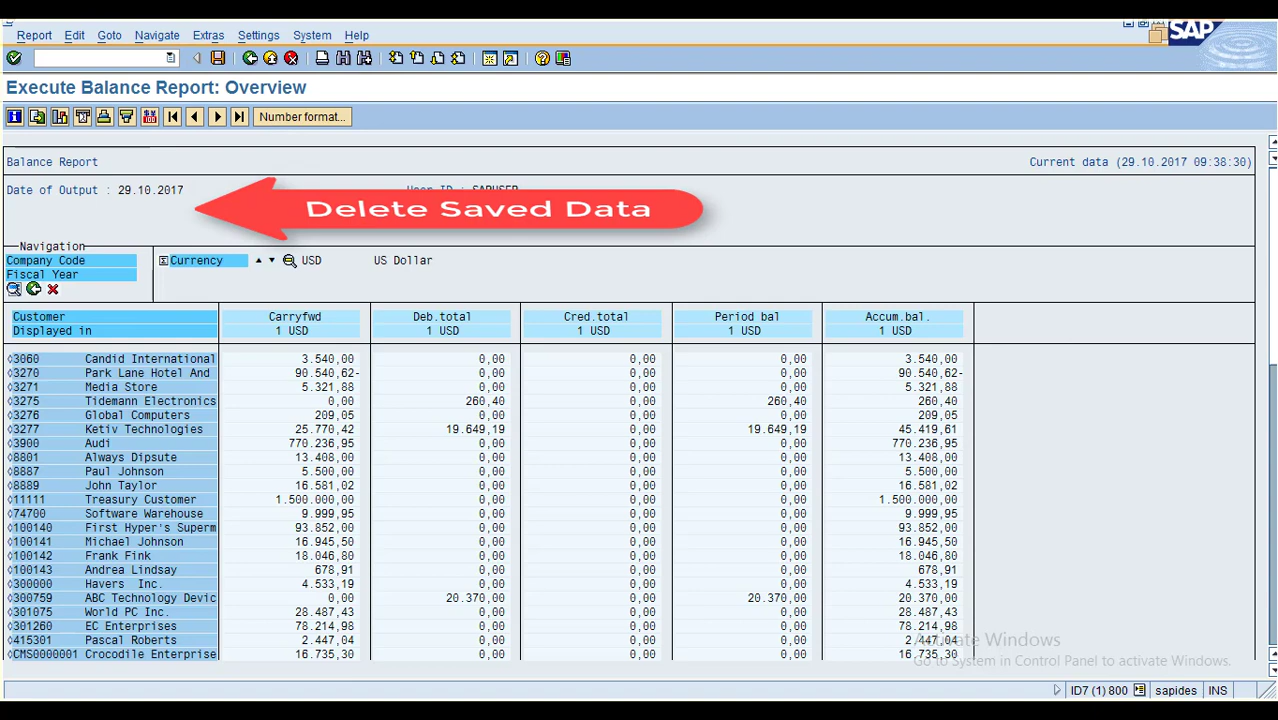 Report Edit Goto Navigate Extras Settings System Help
SAP
Execute Balance Report: Overview
Number format...
Balance Report Current data (29.10.2017 09:38:30)
Date of Output : 29.10.2017 User ID : SAPUSER
Delete Saved Data
Navigation
Company Code Currency USD US Dollar
Fiscal Year
Customer Carryfwd Deb.total Cred.total Period bal Accum.bal.
Displayed in 1 USD 1 USD 1 USD 1 USD 1 USD
3060 Candid International 3.540,00 0,00 0,00 0,00 3.540,00
3270 Park Lane Hotel And 90.540,62- 0,00 0,00 0,00 90.540,62-
3271 Media Store 5.321,88 0,00 0,00 0,00 5.321,88
3275 Tidemann Electronics 0,00 260,40 0,00 260,40 260,40
3276 Global Computers 209,05 0,00 0,00 0,00 209,05
3277 Ketiv Technologies 25.770,42 19.649,19 0,00 19.649,19 45.419,61
3900 Audi 770.236,95 0,00 0,00 0,00 770.236,95
8801 Always Dipsute 13.408,00 0,00 0,00 0,00 13.408,00
8887 Paul Johnson 5.500,00 0,00 0,00 0,00 5.500,00
8889 John Taylor 16.581,02 0,00 0,00 0,00 16.581,02
11111 Treasury Customer 1.500.000,00 0,00 0,00 0,00 1.500.000,00
74700 Software Warehouse 9.999,95 0,00 0,00 0,00 9.999,95
100140 First Hyper's Superm 93.852,00 0,00 0,00 0,00 93.852,00
100141 Michael Johnson 16.945,50 0,00 0,00 0,00 16.945,50
100142 Frank Fink 18.046,80 0,00 0,00 0,00 18.046,80
100143 Andrea Lindsay 678,91 0,00 0,00 0,00 678,91
300000 Havers Inc. 4.533,19 0,00 0,00 0,00 4.533,19
300759 ABC Technology Devic 0,00 20.370,00 0,00 20.370,00 20.370,00
301075 World PC Inc. 28.487,43 0,00 0,00 0,00 28.487,43
301260 EC Enterprises 78.214,98 0,00 0,00 0,00 78.214,98
415301 Pascal Roberts 2.447,04 0,00 0,00 0,00 2.447,04
CMS0000001 Crocodile Enterprise 16.735,30 0,00 0,00 0,00 16.735,30
Activate Windows
Go to System in Control Panel to activate Windows.
ID7 (1) 800 sapides INS